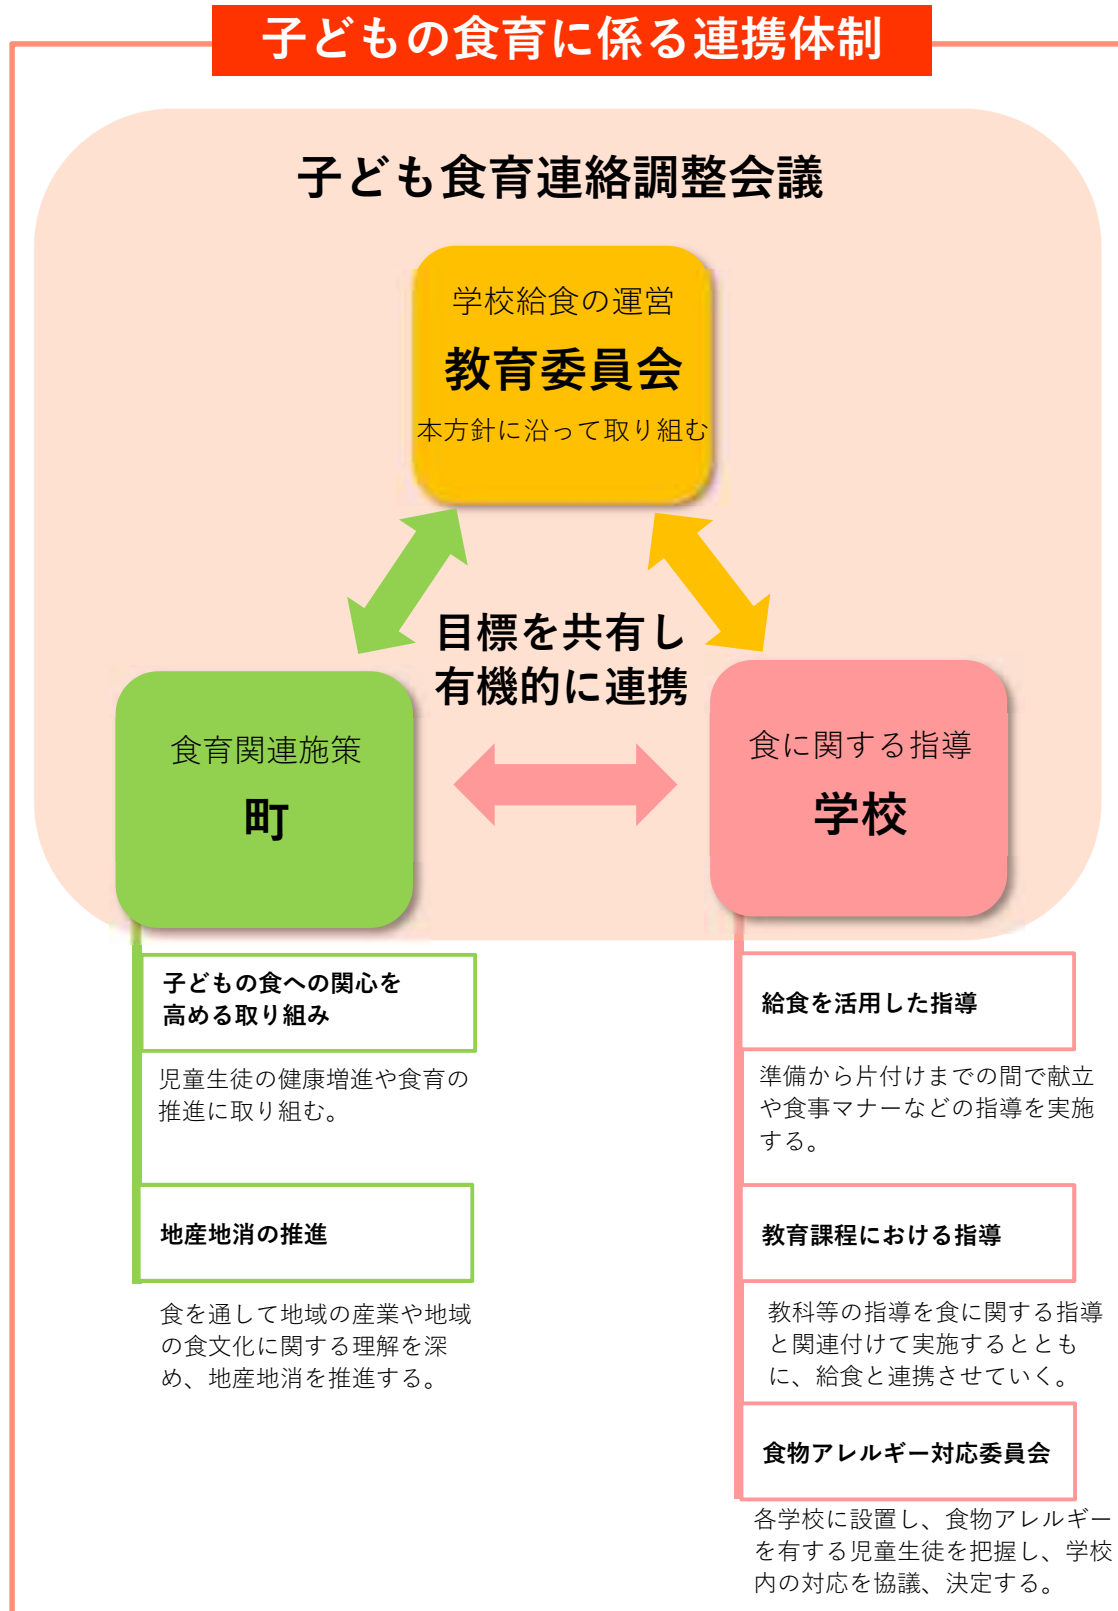 子どもの食育に係る連携体制
子ども食育連絡調整会議
学校給食の運営
教育委員会
本方針に沿って取り組む
目標を共有し
有機的に連携
食育関連施策
町
食に関する指導
学校
子どもの食への関心を
高める取り組み
児童生徒の健康増進や食育の
推進に取り組む。
地産地消の推進
食を通して地域の産業や地域
の食文化に関する理解を深
め、地産地消を推進する。
給食を活用した指導
準備から片付けまでの間で献立
や食事マナーなどの指導を実施
する。
教育課程における指導
教科等の指導を食に関する指導
と関連付けて実施するととも
に、給食と連携させていく。
食物アレルギー対応委員会
各学校に設置し、食物アレルギー
を有する児童生徒を把握し、学校
内の対応を協議、決定する。